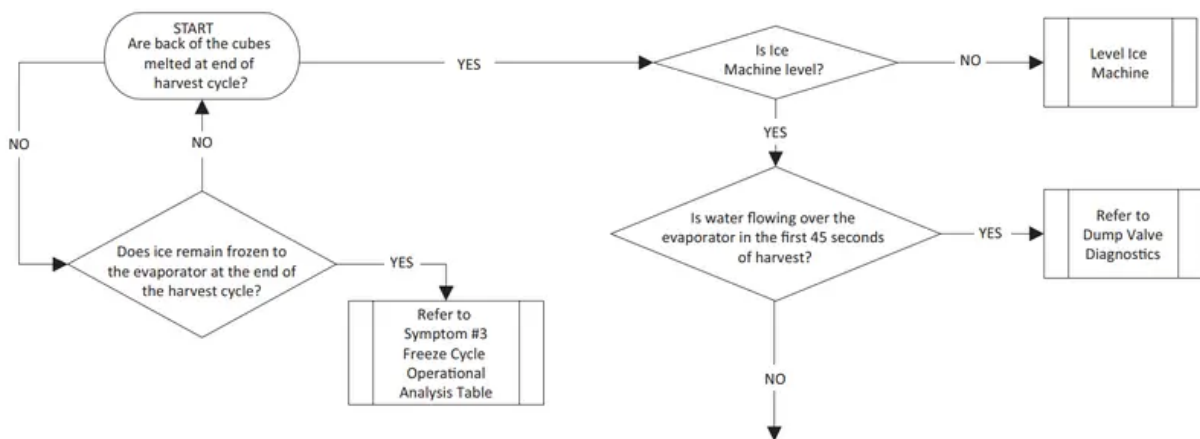 START
Are back of the cubes
melted at end of
harvest cycle?
YES
Is Ice
Machine level?
NO
Level Ice
Machine
NO
NO
YES
Does ice remain frozen to
the evaporator at the end of
the harvest cycle?
YES
Refer to
Symptom #3
Freeze Cycle
Operational
Analysis Table
Is water flowing over the
evaporator in the first 45 seconds
of harvest?
YES
Refer to
Dump Valve
Diagnostics
NO